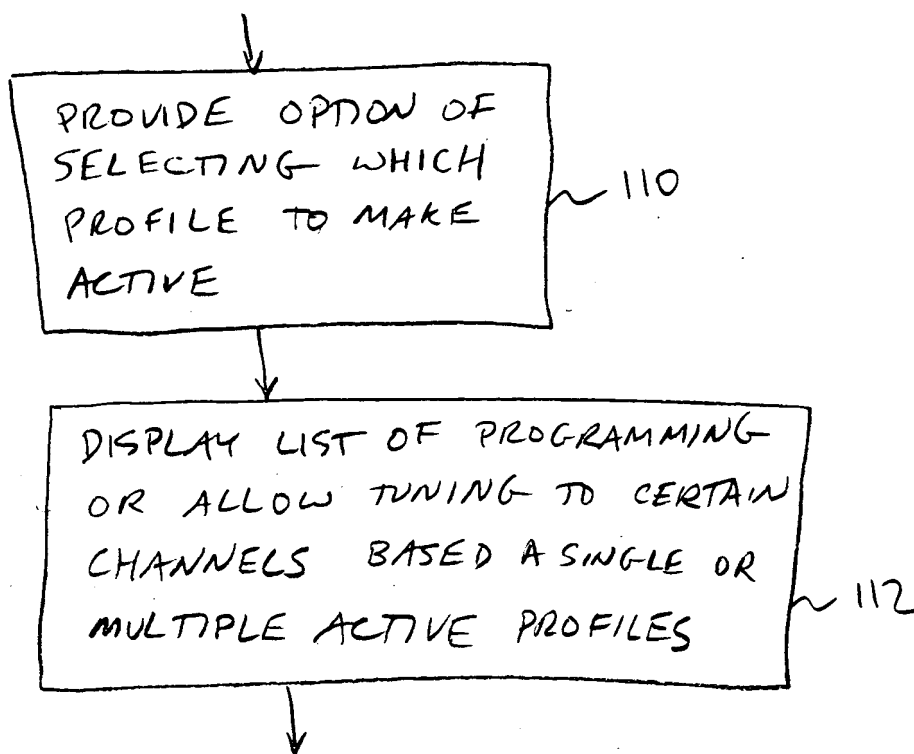 PROVIDE OPTION OF
SELECTING WHICH
PROFILE TO MAKE
ACTIVE
110
DISPLAY LIST OF PROGRAMMING
OR ALLOW TUNING TO CERTAIN
CHANNELS BASED A SINGLE OR
MULTIPLE ACTIVE PROFILES
112